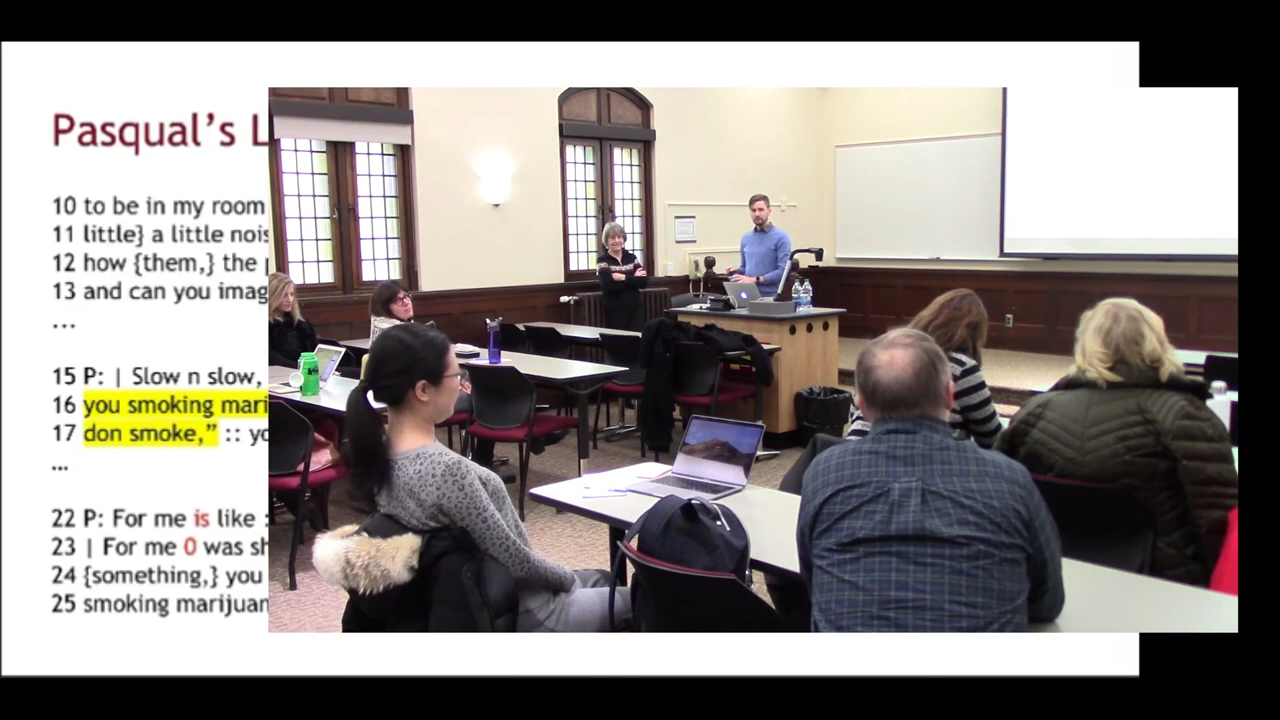 Pasqual's L
10 to be in my room
11 little} a little nois
12 how {them,} the
13 and can you imag
...
15 P: | Slow n slow,
16 you smoking mari
17 don smoke,” :: yo
...
22 P: For me is like :
23 | For me 0 was sh
24 {something,} you
25 smoking marijuan